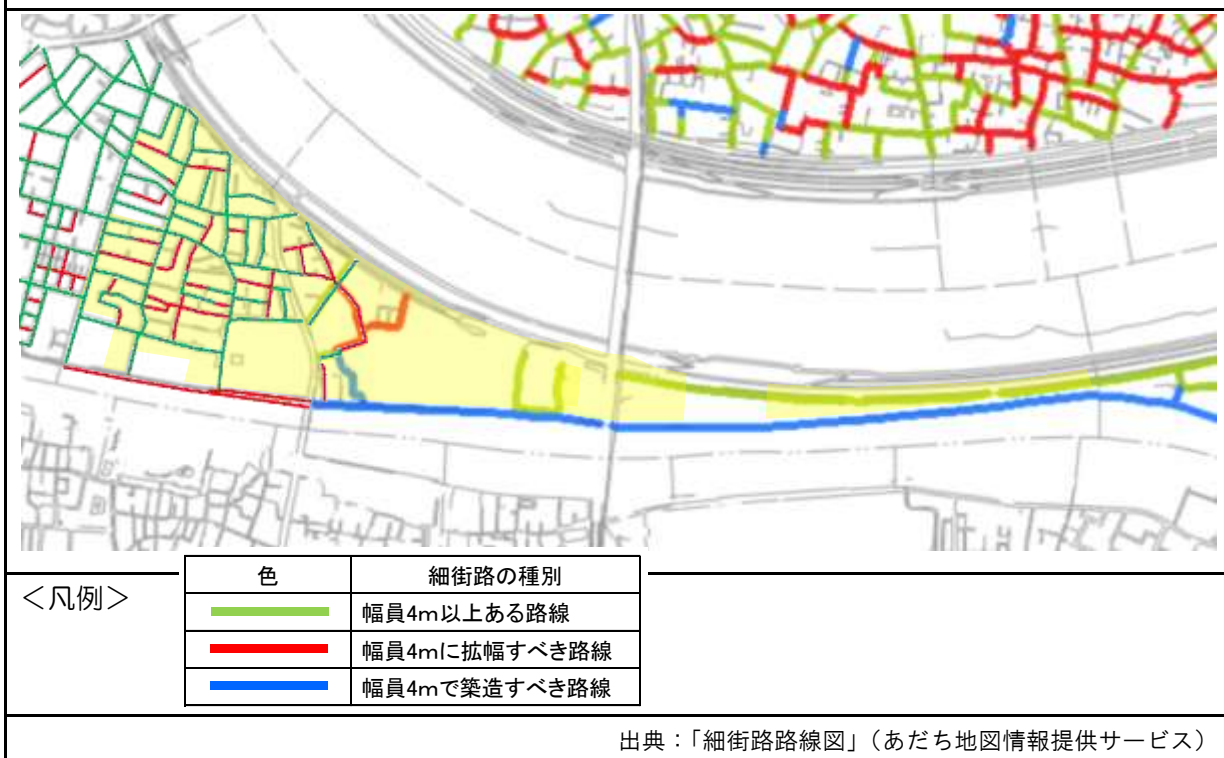 <凡例>
色 細街路の種別
幅員4m以上ある路線
幅員4mに拡幅すべき路線
幅員4mで築造すべき路線
出典:「細街路路線図」(あだち地図情報提供サービス)